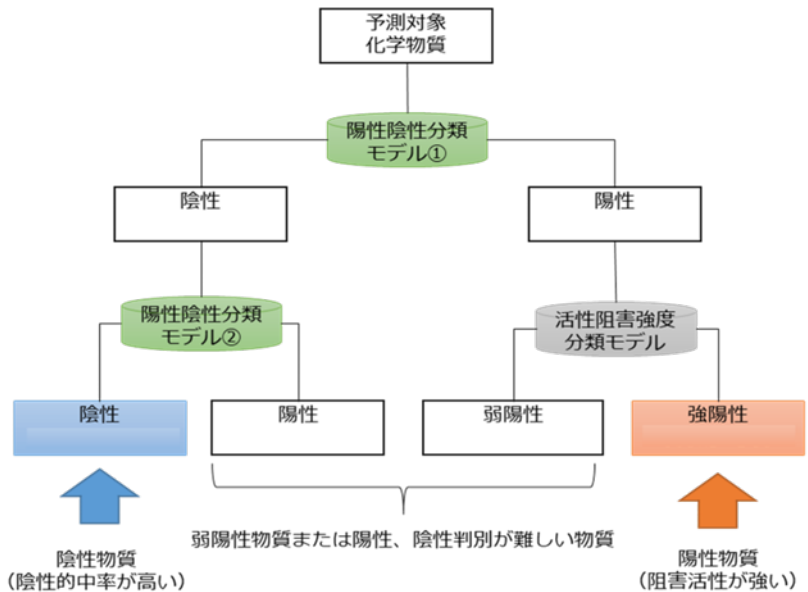 予測対象
化学物質
陽性陰性分類
モデル①
陰性
陽性
陽性陰性分類
モデル②
活性阻害強度
分類モデル
陰性
陽性
弱陽性
強陽性
弱陽性物質または陽性、陰性判別が難しい物質
陰性物質
（陰性的中率が高い）
陽性物質
（阻害活性が強い）